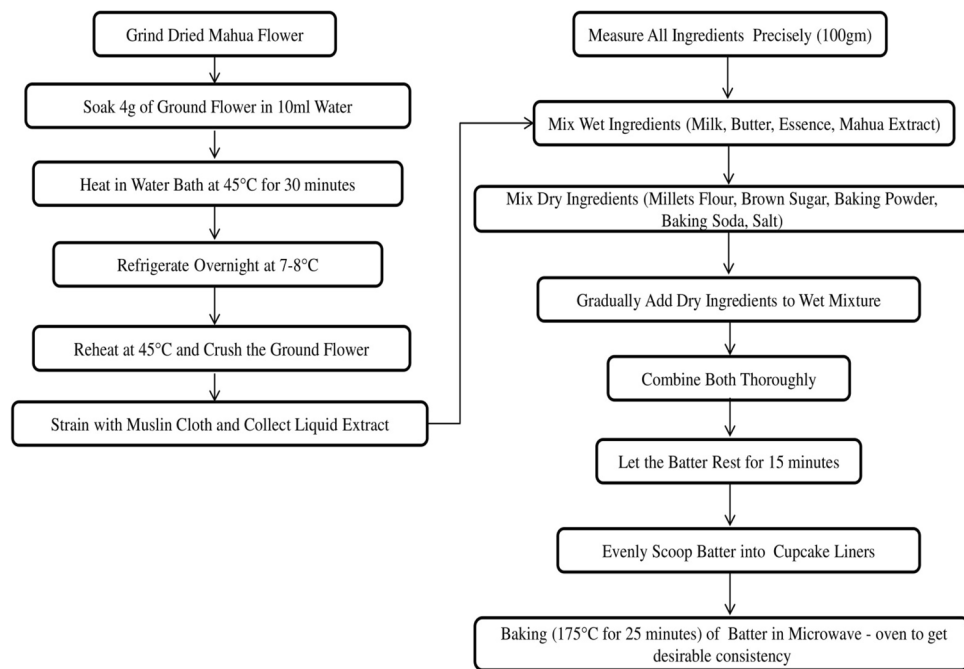 Grind Dried Mahua Flower
Soak 4g of Ground Flower in 10ml Water
Heat in Water Bath at 45°C for 30 minutes
Refrigerate Overnight at 7-8°C
Reheat at 45°C and Crush the Ground Flower
Strain with Muslin Cloth and Collect Liquid Extract
Measure All Ingredients Precisely (100gm)
Mix Wet Ingredients (Milk, Butter, Essence, Mahua Extract)
Mix Dry Ingredients (Millets Flour, Brown Sugar, Baking Powder,
Baking Soda, Salt)
Gradually Add Dry Ingredients to Wet Mixture
Combine Both Thoroughly
Let the Batter Rest for 15 minutes
Evenly Scoop Batter into Cupcake Liners
Baking (175°C for 25 minutes) of Batter in Microwave - oven to get
desirable consistency